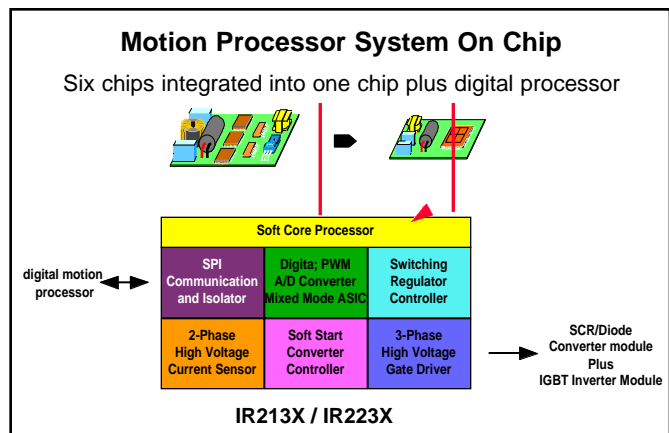 Motion Processor System On Chip
Six chips integrated into one chip plus digital processor
Soft Core Processor
SPI
Communication
and Isolator
Digita; PWM
A/D Converter
Mixed Mode ASIC
Switching
Regulator
Controller
digital motion
processor
2-Phase
High Voltage
Current Sensor
Soft Start
Converter
Controller
3-Phase
High Voltage
Gate Driver
SCR/Diode
Converter module
Plus
IGBT Inverter Module
IR213X / IR223X